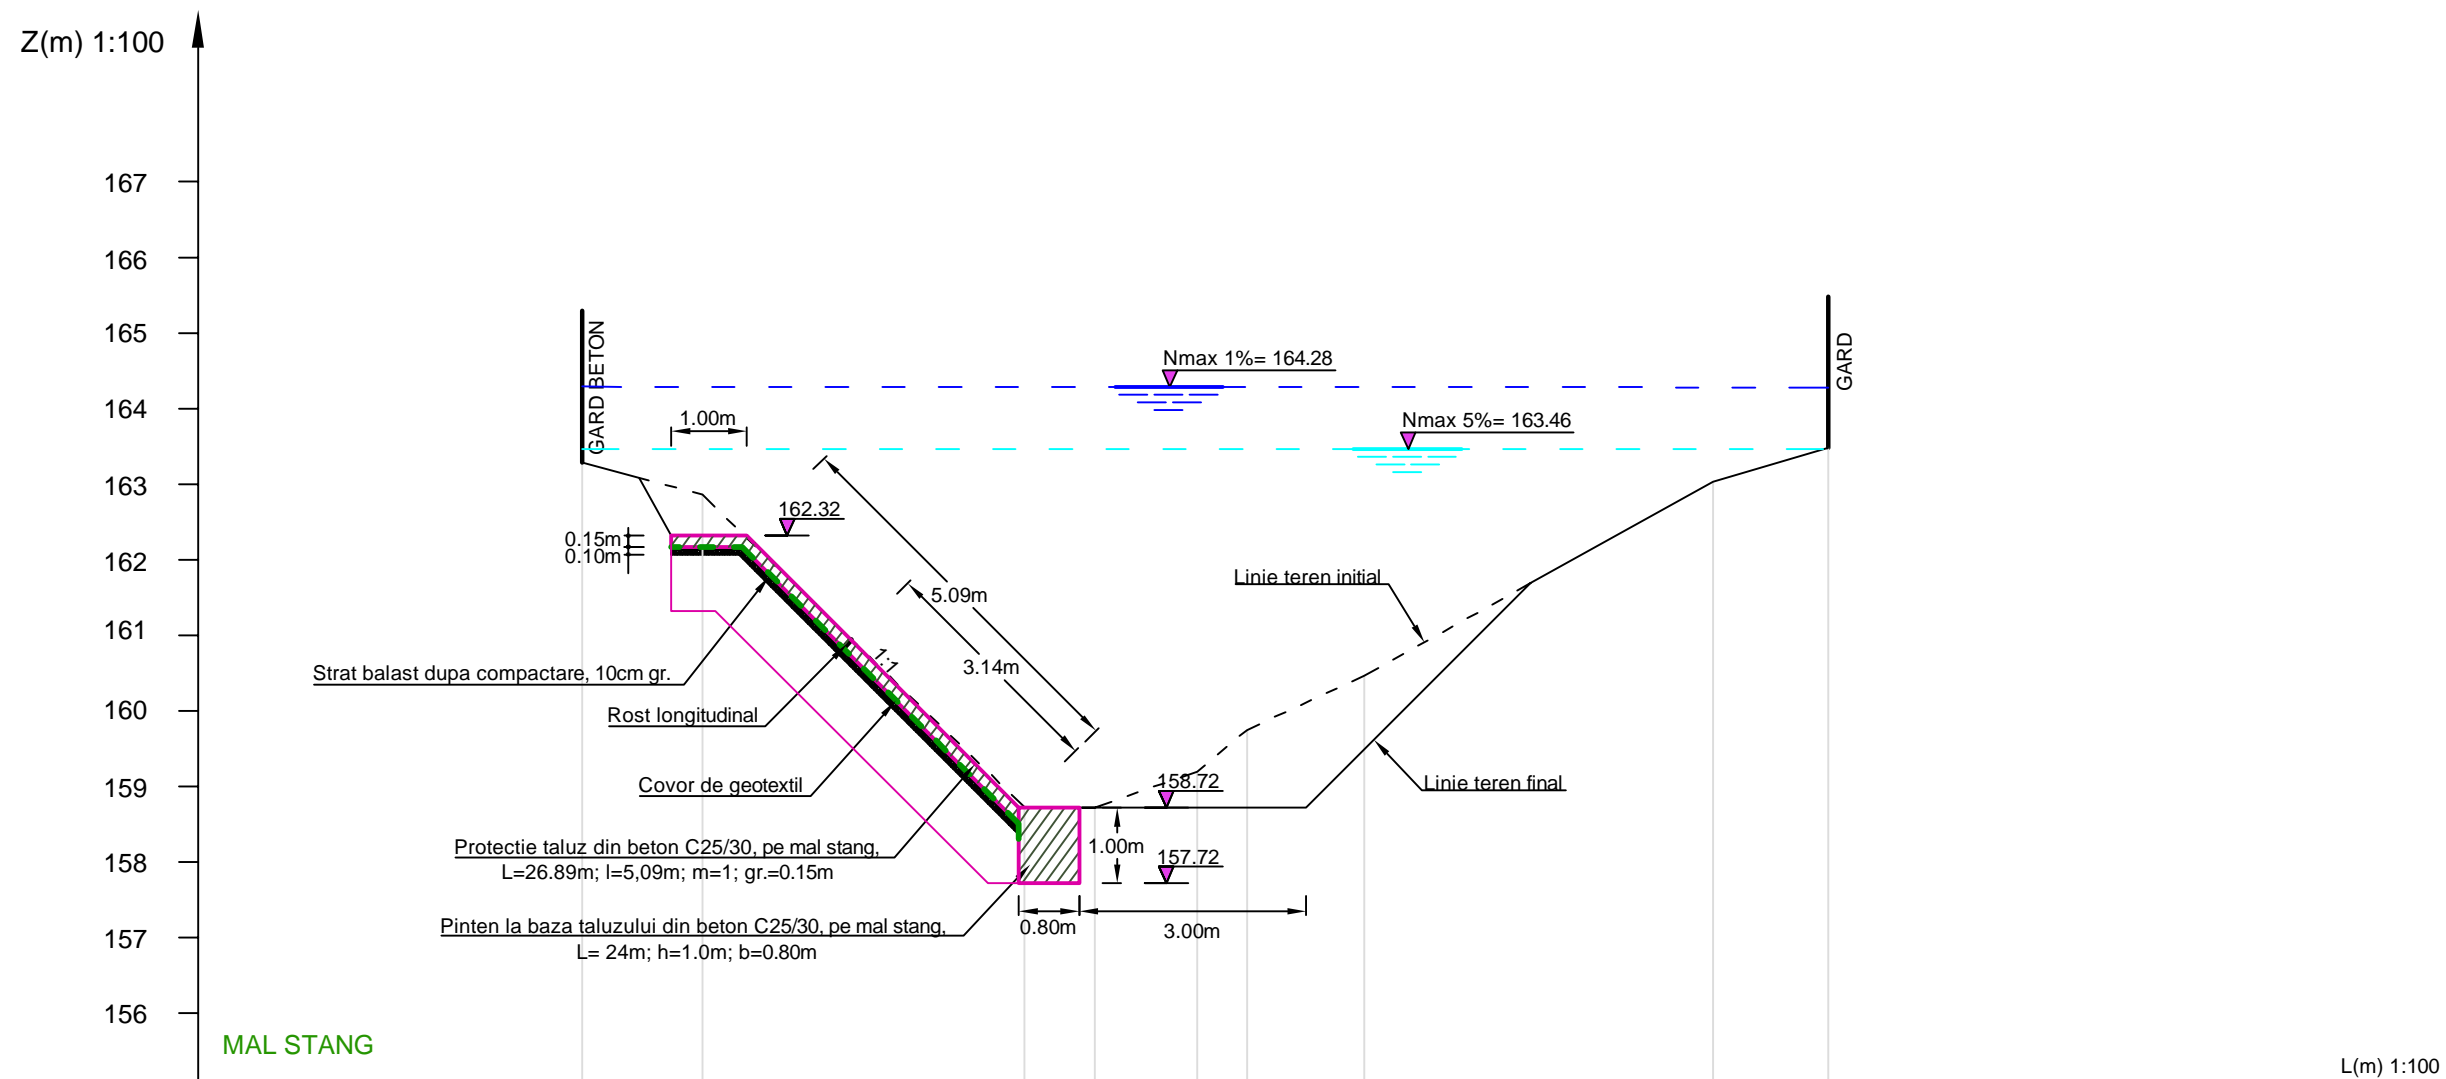 Z(m) 1:100
167
166
165
164
163
162
161
160
159
158
157
156
GARD BETON
GARD
Nmax 1%= 164.28
Nmax 5%= 163.46
1.00m
162.32
0.15m
0.10m
5.09m
3.14m
1:1
Linie teren initial
Strat balast dupa compactare, 10cm gr.
Rost longitudinal
Covor de geotextil
158.72
Linie teren final
Protectie taluz din beton C25/30, pe mal stang,
L=26.89m; l=5,09m; m=1; gr.=0.15m
1.00m
157.72
Pinten la baza taluzului din beton C25/30, pe mal stang,
L= 24m; h=1.0m; b=0.80m
0.80m
3.00m
MAL STANG
L(m) 1:100